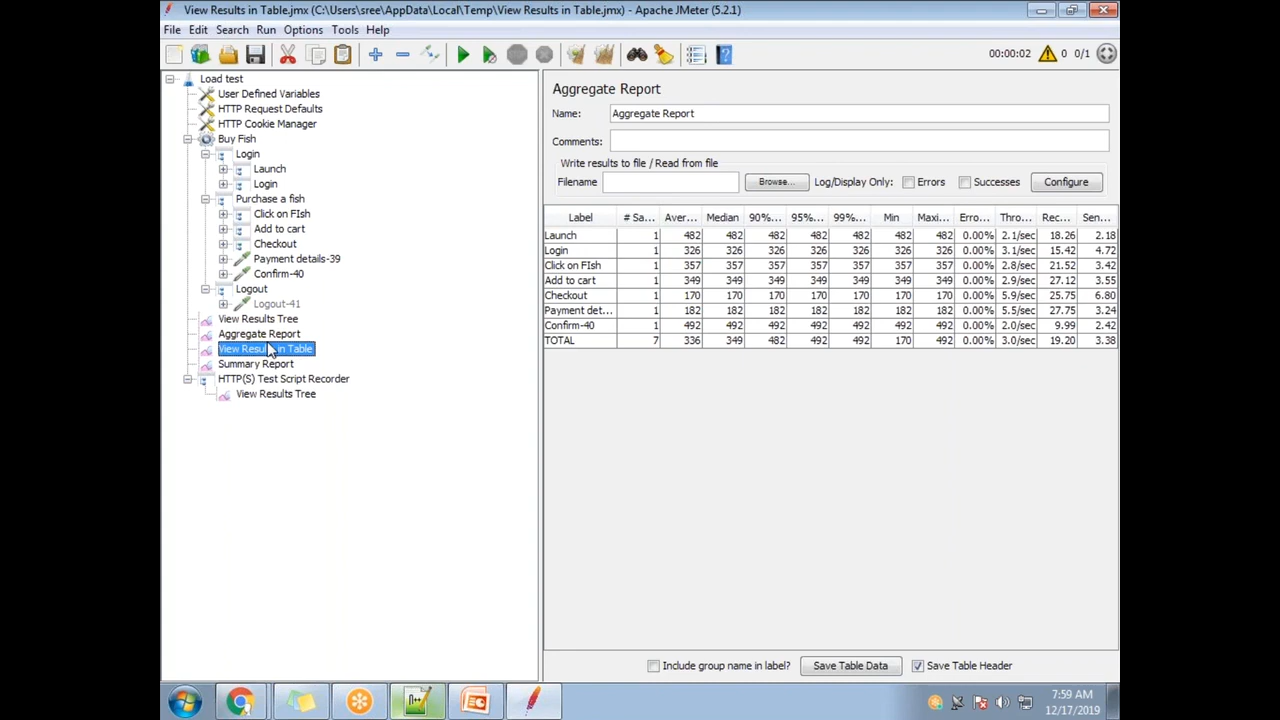 View Results in Table.jmx (C:\Users\sree\AppData\Local\Temp\View Results in Table.jmx) - Apache JMeter (5.2.1)
File Edit Search Run Options Tools Help
00:00:02 0 0/1
Load test
User Defined Variables
HTTP Request Defaults
HTTP Cookie Manager
Buy Fish
Login
Launch
Login
Purchase a fish
Click on FIsh
Add to cart
Checkout
Payment details-39
Confirm-40
Logout
Logout-41
View Results Tree
Aggregate Report
View Results in Table
Summary Report
HTTP(S) Test Script Recorder
View Results Tree
Aggregate Report
Name: Aggregate Report
Comments:
Write results to file / Read from file
Filename Browse... Log/Display Only: Errors Successes Configure
Label # Sa... Aver... Median 90%... 95%... 99%... Min Maxi... Erro... Thro... Rec... Sen...
Launch 1 482 482 482 482 482 482 482 0.00% 2.1/sec 18.26 2.18
Login 1 326 326 326 326 326 326 326 0.00% 3.1/sec 15.42 4.72
Click on FIsh 1 357 357 357 357 357 357 357 0.00% 2.8/sec 21.52 3.42
Add to cart 1 349 349 349 349 349 349 349 0.00% 2.9/sec 27.12 3.55
Checkout 1 170 170 170 170 170 170 170 0.00% 5.9/sec 25.75 6.80
Payment det... 1 182 182 182 182 182 182 182 0.00% 5.5/sec 27.75 3.24
Confirm-40 1 492 492 492 492 492 492 492 0.00% 2.0/sec 9.99 2.42
TOTAL 7 336 349 482 492 492 170 492 0.00% 3.0/sec 19.20 3.38
Include group name in label? Save Table Data Save Table Header
7:59 AM
12/17/2019